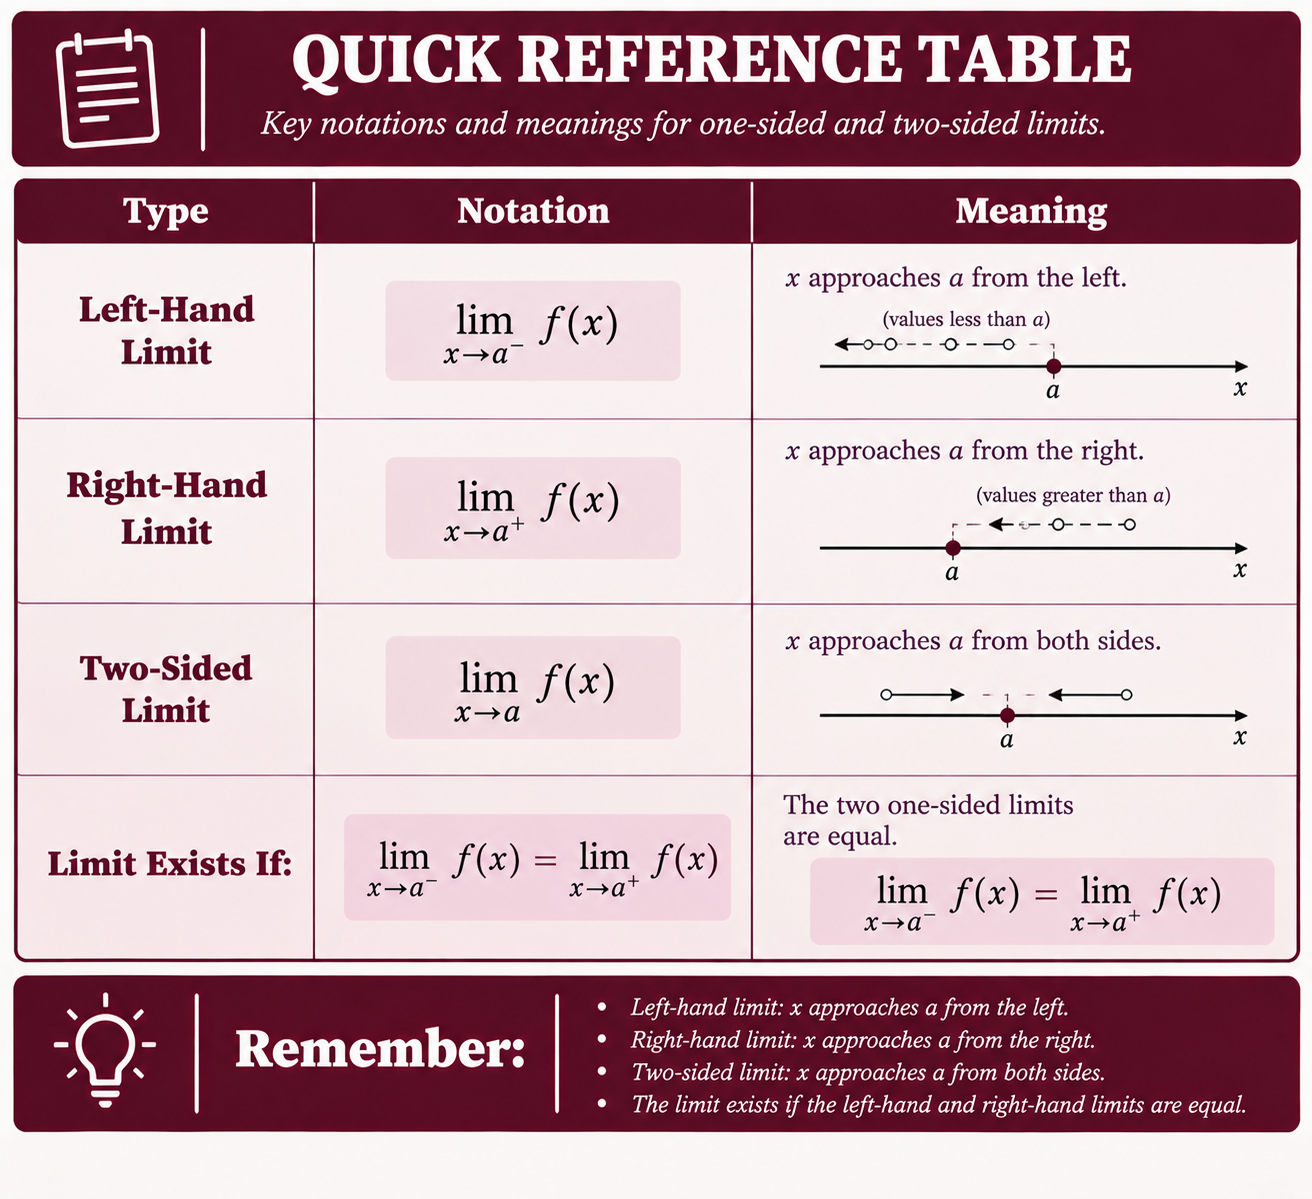 QUICK REFERENCE TABLE
Key notations and meanings for one-sided and two-sided limits.
Type
Notation
Meaning
Left-Hand
Limit
lim f(x)
x→a⁻
x approaches a from the left.
(values less than a)
a
x
Right-Hand
Limit
lim f(x)
x→a⁺
x approaches a from the right.
(values greater than a)
a
x
Two-Sided
Limit
lim f(x)
x→a
x approaches a from both sides.
a
x
Limit Exists If:
lim f(x) = lim f(x)
x→a⁻ x→a⁺
The two one-sided limits
are equal.
lim f(x) = lim f(x)
x→a⁻ x→a⁺
Remember:
• Left-hand limit: x approaches a from the left.
• Right-hand limit: x approaches a from the right.
• Two-sided limit: x approaches a from both sides.
• The limit exists if the left-hand and right-hand limits are equal.